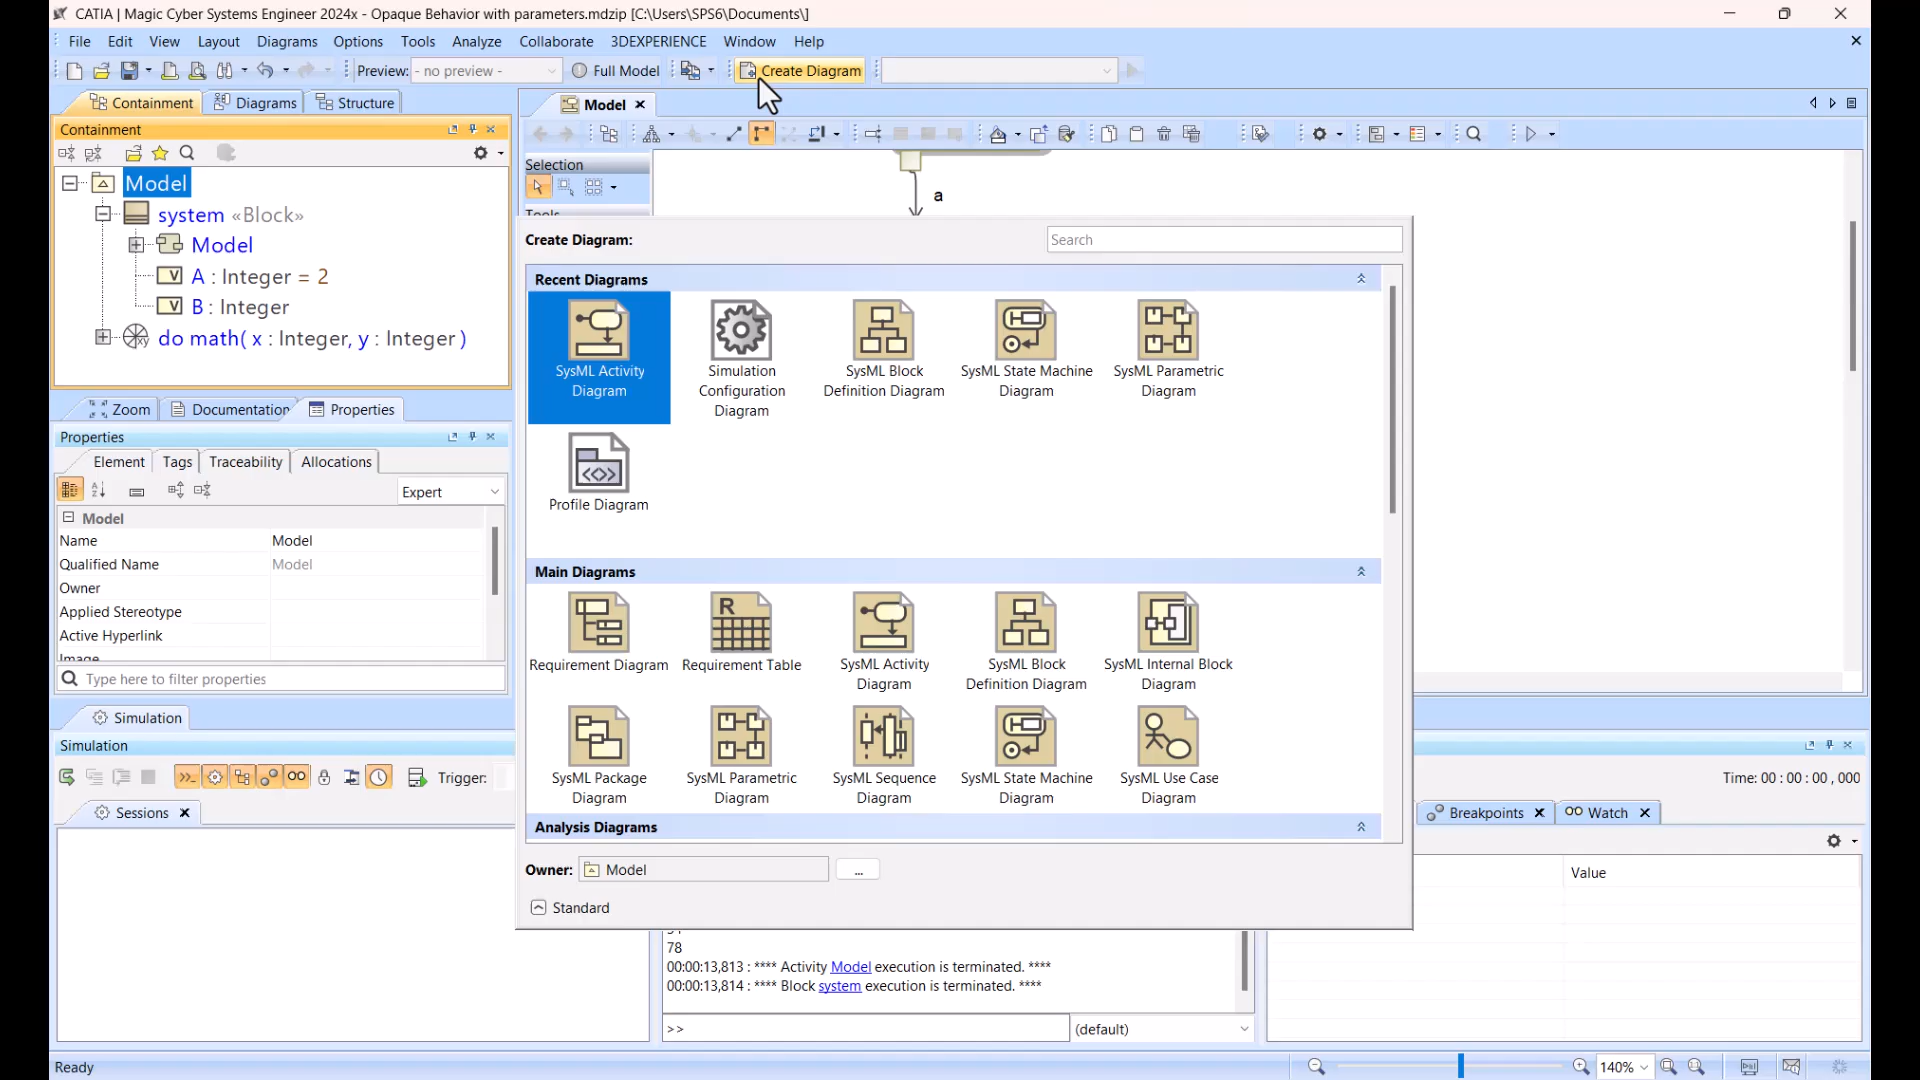 CATIA | Magic Cyber Systems Engineer 2024x - Opaque Behavior with parameters.mdzip [C:\Users\SPS6\Documents\]
File Edit View Layout Diagrams Options Tools Analyze Collaborate 3DEXPERIENCE Window Help
Preview: - no preview - Full Model Create Diagram
Containment Diagrams Structure
Model
Containment
Selection
Model
system «Block»
Model
A : Integer = 2
B : Integer
do math( x : Integer, y : Integer )
a
Create Diagram:
Search
Recent Diagrams
SysML Activity Diagram
Simulation Configuration Diagram
SysML Block Definition Diagram
SysML State Machine Diagram
SysML Parametric Diagram
Profile Diagram
Main Diagrams
Requirement Diagram
Requirement Table
SysML Activity Diagram
SysML Block Definition Diagram
SysML Internal Block Diagram
SysML Package Diagram
SysML Parametric Diagram
SysML Sequence Diagram
SysML State Machine Diagram
SysML Use Case Diagram
Analysis Diagrams
Owner: Model ...
Standard
Zoom Documentation Properties
Properties
Element Tags Traceability Allocations
Expert
Model
Name Model
Qualified Name Model
Owner
Applied Stereotype
Active Hyperlink
Image
Type here to filter properties
Simulation
Simulation
Trigger:
Time: 00 : 00 : 00 , 000
Sessions
Breakpoints Watch
Value
78
00:00:13,813 : **** Activity Model execution is terminated. ****
00:00:13,814 : **** Block system execution is terminated. ****
>> (default)
Ready
140%